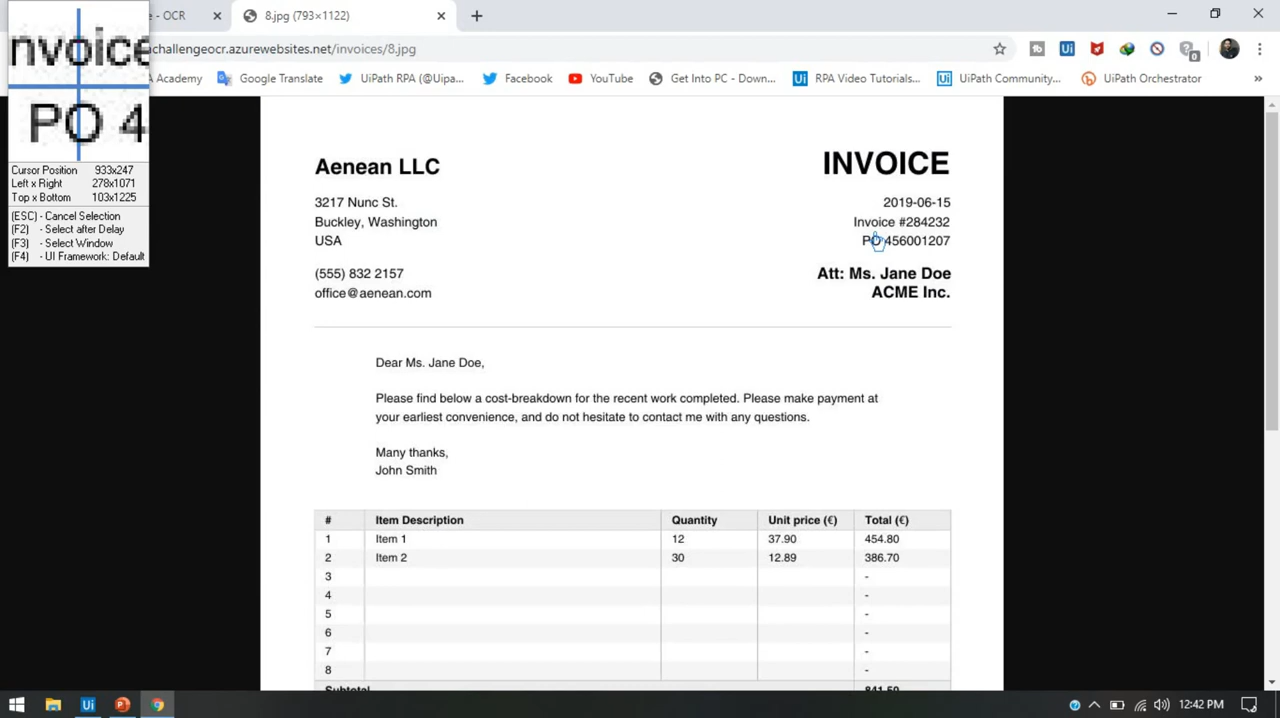 - OCR
8.jpg (793×1122)
challengeocr.azurewebsites.net/invoices/8.jpg
Academy
Google Translate
UiPath RPA (@Uipa...
Facebook
YouTube
Get Into PC - Down...
RPA Video Tutorials...
UiPath Community...
UiPath Orchestrator
nvoice
PO 4
Cursor Position 933x247
Left x Right 278x1071
Top x Bottom 103x1225
(ESC) - Cancel Selection
(F2) - Select after Delay
(F3) - Select Window
(F4) - UI Framework: Default
Aenean LLC
INVOICE
3217 Nunc St.
2019-06-15
Buckley, Washington
Invoice #284232
USA
PO 456001207
(555) 832 2157
Att: Ms. Jane Doe
office@aenean.com
ACME Inc.
Dear Ms. Jane Doe,
Please find below a cost-breakdown for the recent work completed. Please make payment at
your earliest convenience, and do not hesitate to contact me with any questions.
Many thanks,
John Smith
# Item Description Quantity Unit price (€) Total (€)
1 Item 1 12 37.90 454.80
2 Item 2 30 12.89 386.70
3 -
4 -
5 -
6 -
7 -
8 -
Subtotal 841.50
12:42 PM